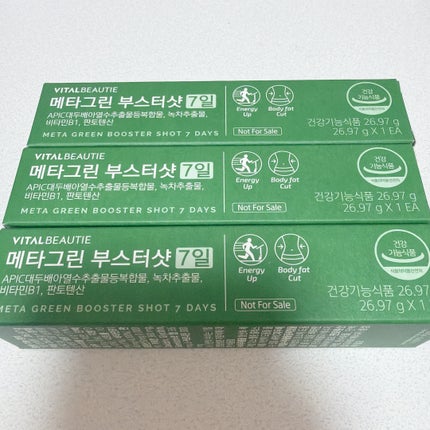 VITALBEAUTIE
메타그린 부스터샷 7일
APIC대두배아열수추출물등복합물, 녹차추출물,
비타민B1, 판토텐산
META GREEN BOOSTER SHOT 7 DAYS
Energy Up
Body fat Cut
Not For Sale
건강기능식품
건강기능식품 26.97 g
26.97 g X 1 EA
VITALBEAUTIE
메타그린 부스터샷 7일
APIC대두배아열수추출물등복합물, 녹차추출물,
비타민B1, 판토텐산
META GREEN BOOSTER SHOT 7 DAYS
Energy Up
Body fat Cut
Not For Sale
건강
기능식품
건강기능식품 26.97 g
26.97 g X 1 EA
VITALBEAUTIE
메타그린 부스터샷 7일
APIC대두배아열수추출물등복합물, 녹차추출물,
비타민B1, 판토텐산
META GREEN BOOSTER SHOT 7 DAYS
Energy Up
Body fat Cut
Not For Sale
건강
기능식품
건강기능식품 26.97
26.97 g X 1